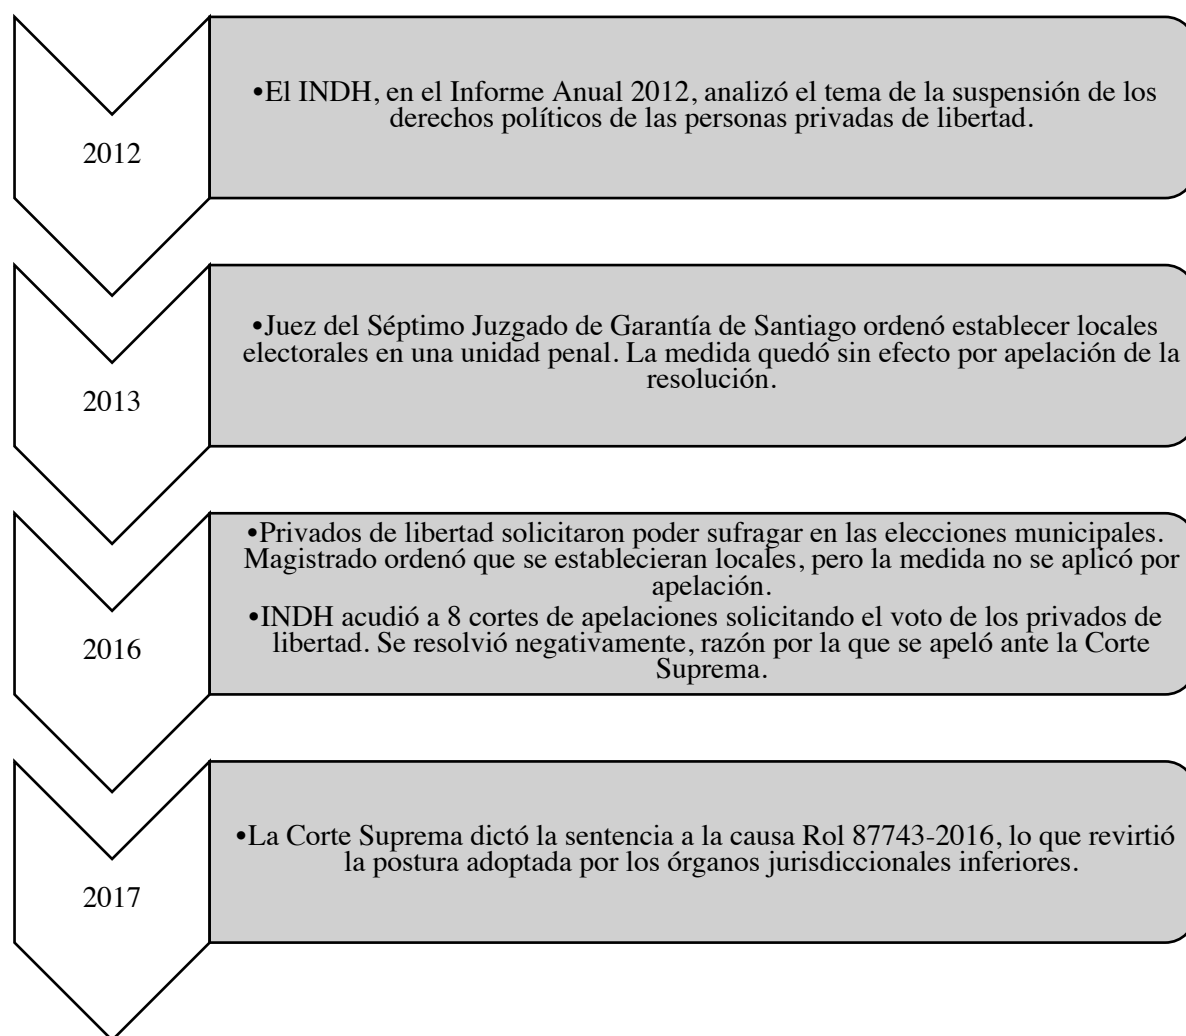 2012
•El INDH, en el Informe Anual 2012, analizó el tema de la suspensión de los
derechos políticos de las personas privadas de libertad.
2013
•Juez del Séptimo Juzgado de Garantía de Santiago ordenó establecer locales
electorales en una unidad penal. La medida quedó sin efecto por apelación de la
resolución.
2016
•Privados de libertad solicitaron poder sufragar en las elecciones municipales.
Magistrado ordenó que se establecieran locales, pero la medida no se aplicó por
apelación.
•INDH acudió a 8 cortes de apelaciones solicitando el voto de los privados de
libertad. Se resolvió negativamente, razón por la que se apeló ante la Corte
Suprema.
2017
•La Corte Suprema dictó la sentencia a la causa Rol 87743-2016, lo que revirtió
la postura adoptada por los órganos jurisdiccionales inferiores.